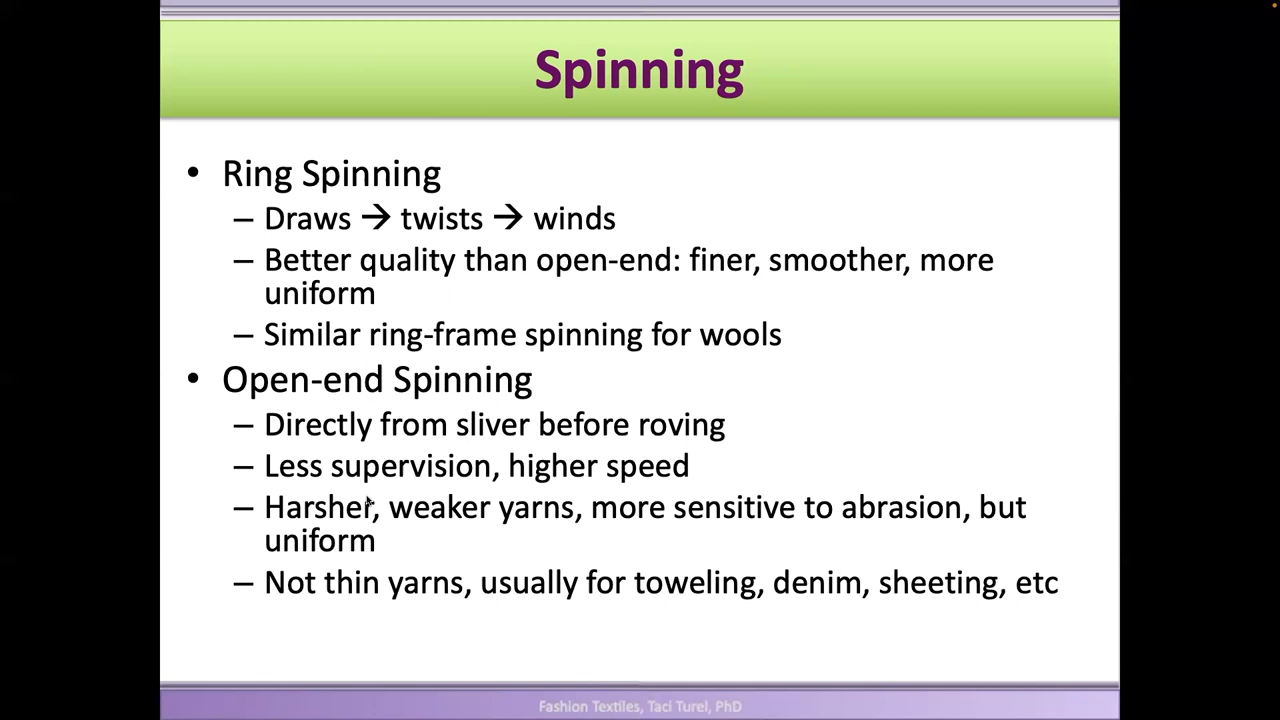 Spinning
• Ring Spinning
– Draws → twists → winds
– Better quality than open-end: finer, smoother, more
uniform
– Similar ring-frame spinning for wools
• Open-end Spinning
– Directly from sliver before roving
– Less supervision, higher speed
– Harsher, weaker yarns, more sensitive to abrasion, but
uniform
– Not thin yarns, usually for toweling, denim, sheeting, etc
Fashion Textiles, Taci Turel, PhD